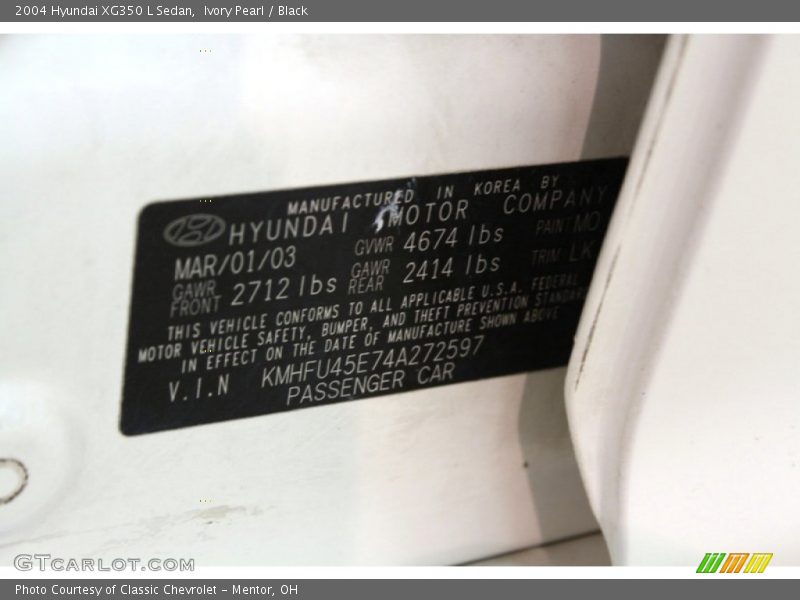 2004 Hyundai XG350 L Sedan, Ivory Pearl / Black
MANUFACTURED IN KOREA BY
HYUNDAI MOTOR COMPANY
MAR/01/03 GVWR 4674 lbs PAINT MO
GAWR FRONT 2712 lbs GAWR REAR 2414 lbs TRIM LK
THIS VEHICLE CONFORMS TO ALL APPLICABLE U.S.A. FEDERAL
MOTOR VEHICLE SAFETY, BUMPER, AND THEFT PREVENTION STANDAR
IN EFFECT ON THE DATE OF MANUFACTURE SHOWN ABOVE
V.I.N KMHFU45E74A272597
PASSENGER CAR
GTCARLOT.COM
Photo Courtesy of Classic Chevrolet - Mentor, OH